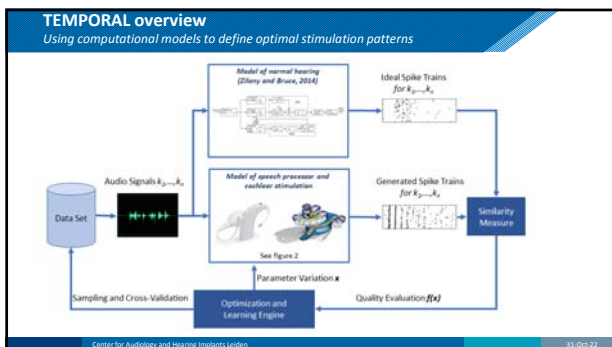 TEMPORAL overview
Using computational models to define optimal stimulation patterns
Model of normal hearing
(Zilany and Bruce, 2014)
Ideal Spike Trains
for k₁,...,kₙ
Audio Signals k₁,...,kₙ
Data Set
Model of speech processor and
cochlear stimulation
See figure 2
Generated Spike Trains
for k₁,...,kₙ
Similarity
Measure
Parameter Variation x
Sampling and Cross-Validation
Optimization and
Learning Engine
Quality Evaluation f(x)
Center for Audiology and Hearing Implants Leiden
31-Oct-22